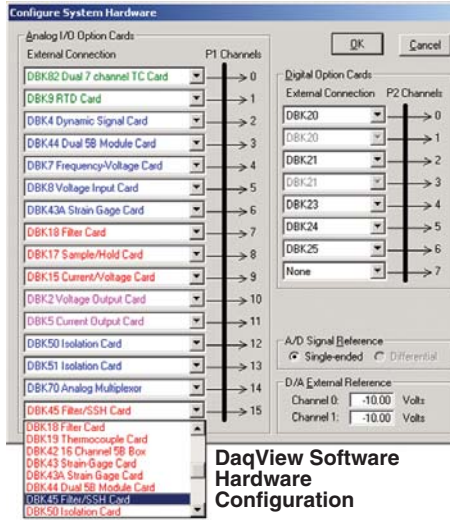 Configure System Hardware
Analog I/O Option Cards
External Connection P1 Channels
DBK82 Dual 7 channel TC Card 0
DBK9 RTD Card 1
DBK4 Dynamic Signal Card 2
DBK44 Dual 5B Module Card 3
DBK7 Frequency-Voltage Card 4
DBK8 Voltage Input Card 5
DBK43A Strain Gage Card 6
DBK18 Filter Card 7
DBK17 Sample/Hold Card 8
DBK15 Current/Voltage Card 9
DBK2 Voltage Output Card 10
DBK5 Current Output Card 11
DBK50 Isolation Card 12
DBK51 Isolation Card 13
DBK70 Analog Multiplexor 14
DBK45 Filter/SSH Card 15
DBK18 Filter Card
DBK19 Thermocouple Card
DBK42 16 Channel 5B Box
DBK43 Strain-Gage Card
DBK43A Strain Gage Card
DBK44 Dual 5B Module Card
DBK45 Filter/SSH Card
DBK50 Isolation Card
OK Cancel
Digital Option Cards
External Connection P2 Channels
DBK20 0
DBK20 1
DBK21 2
DBK21 3
DBK23 4
DBK24 5
DBK25 6
None 7
A/D Signal Reference
Single-ended Differential
D/A External Reference
Channel 0: -10.00 Volts
Channel 1: -10.00 Volts
DaqView Software
Hardware
Configuration